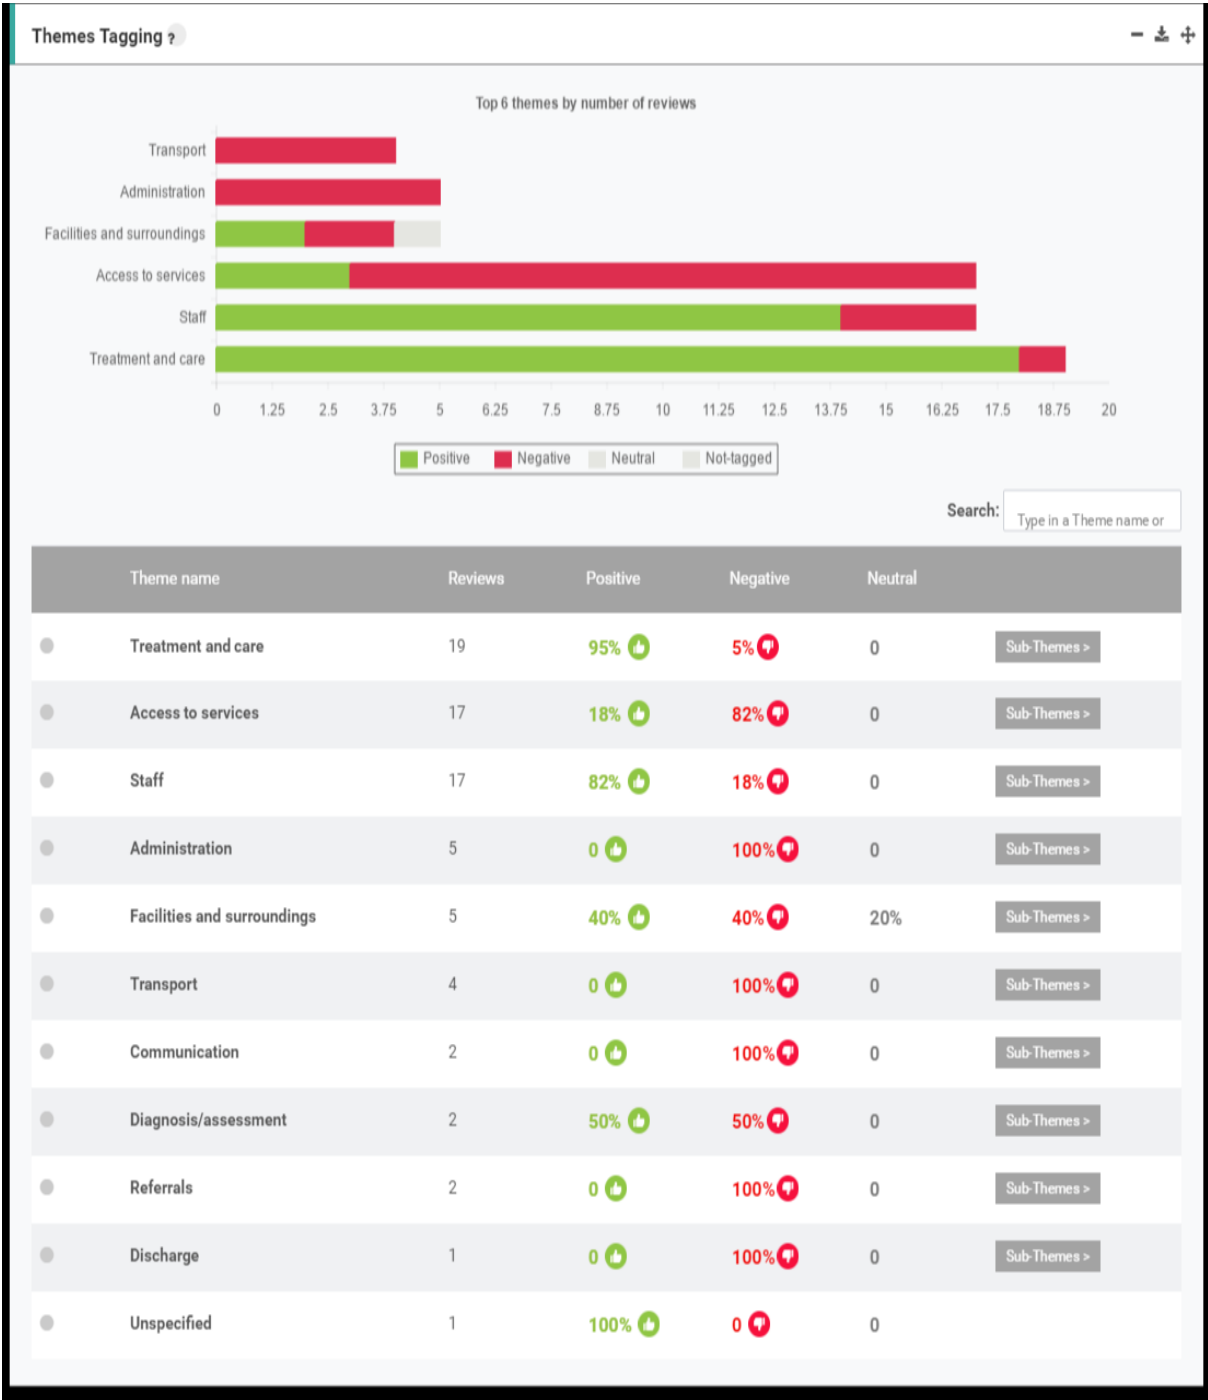 Themes Tagging ?
Top 6 themes by number of reviews
Transport
Administration
Facilities and surroundings
Access to services
Staff
Treatment and care
0 1.25 2.5 3.75 5 6.25 7.5 8.75 10 11.25 12.5 13.75 15 16.25 17.5 18.75 20
Positive Negative Neutral Not-tagged
Search: Type in a Theme name or
Theme name Reviews Positive Negative Neutral
Treatment and care 19 95% 5% 0 Sub-Themes >
Access to services 17 18% 82% 0 Sub-Themes >
Staff 17 82% 18% 0 Sub-Themes >
Administration 5 0 100% 0 Sub-Themes >
Facilities and surroundings 5 40% 40% 20% Sub-Themes >
Transport 4 0 100% 0 Sub-Themes >
Communication 2 0 100% 0 Sub-Themes >
Diagnosis/assessment 2 50% 50% 0 Sub-Themes >
Referrals 2 0 100% 0 Sub-Themes >
Discharge 1 0 100% 0 Sub-Themes >
Unspecified 1 100% 0 0